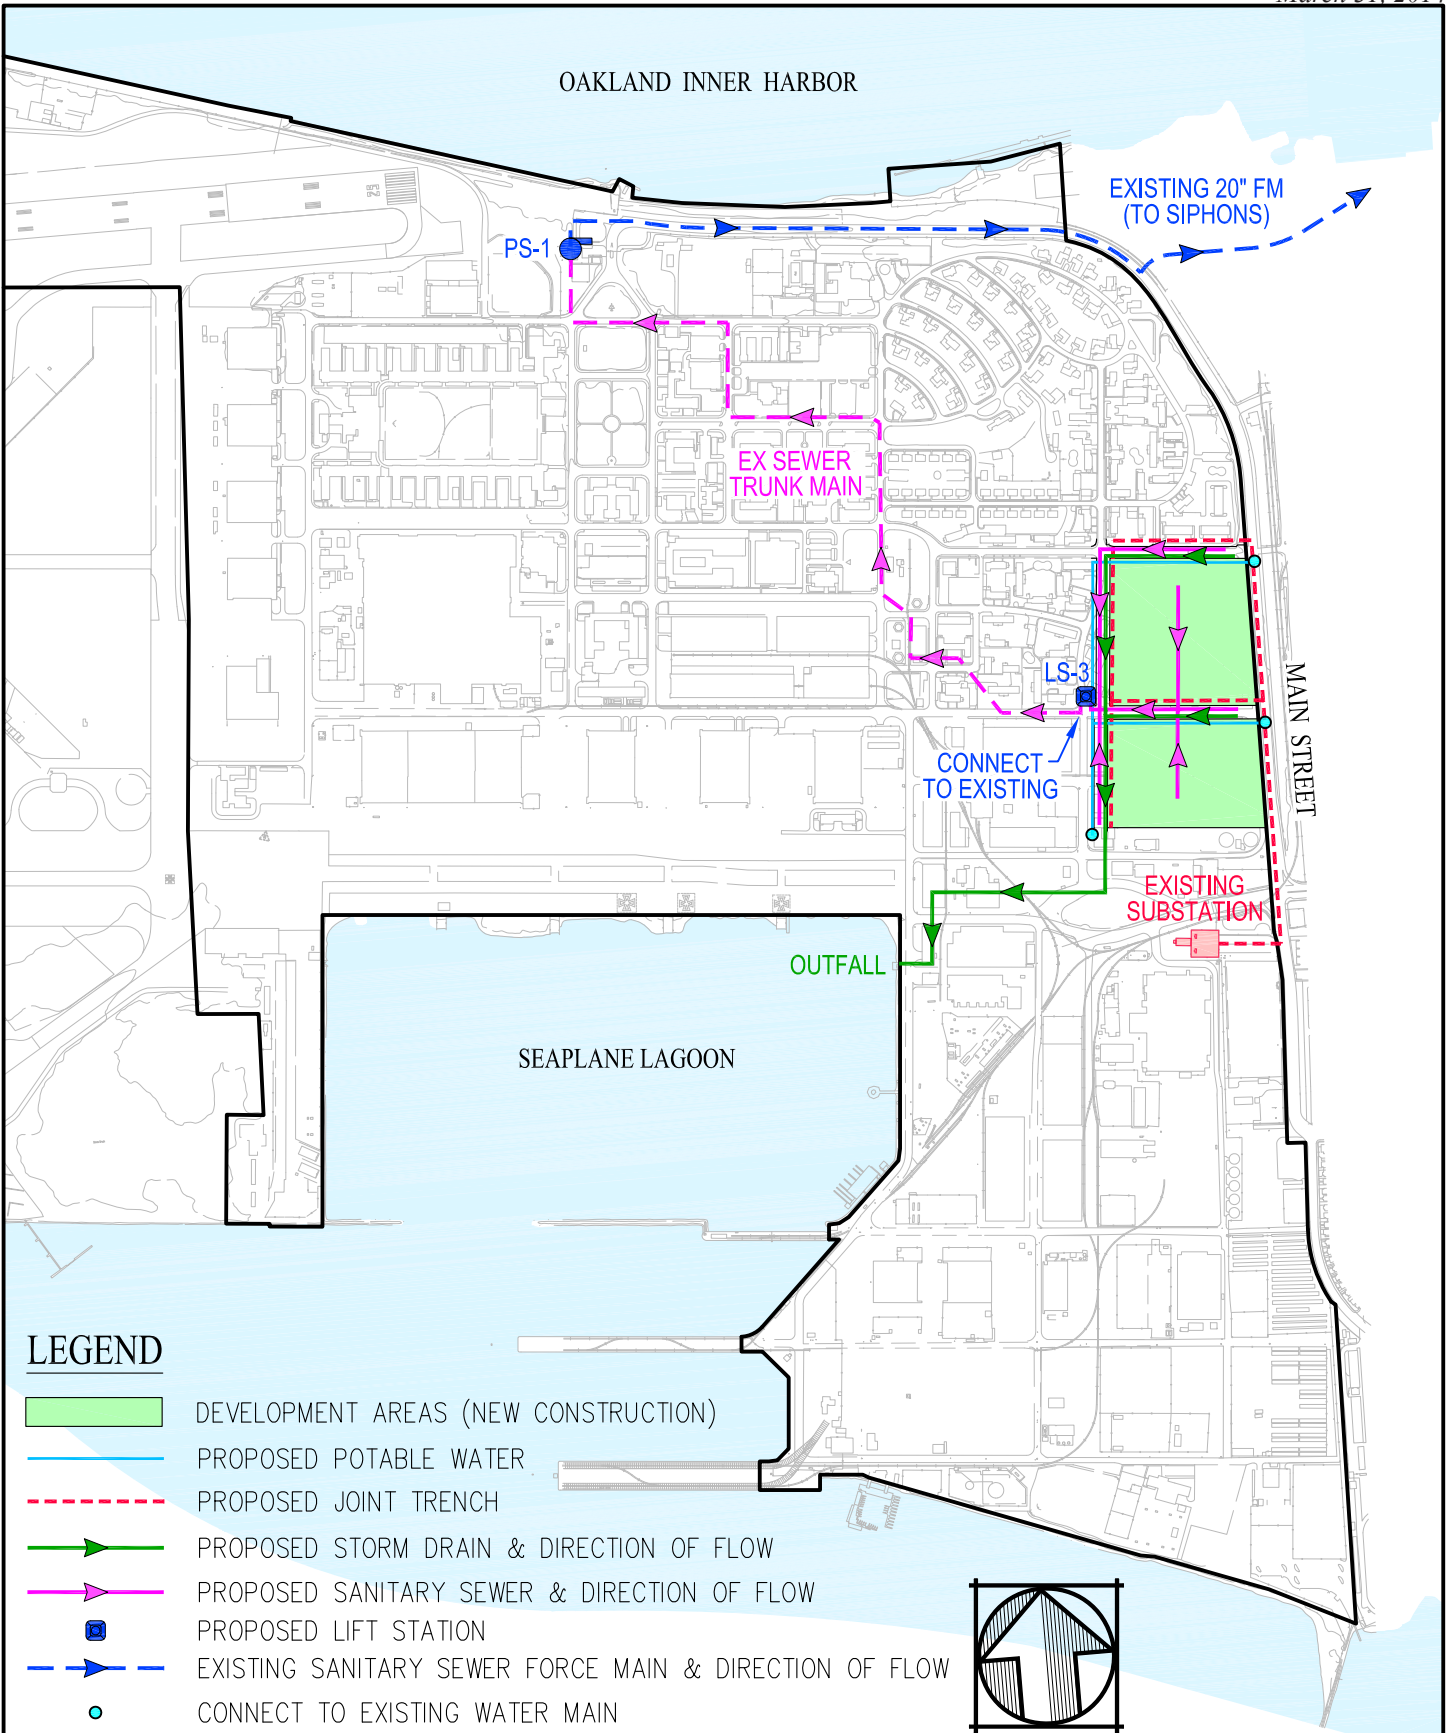 OAKLAND INNER HARBOR
EXISTING 20" FM
(TO SIPHONS)
PS-1
EX SEWER
TRUNK MAIN
LS-3
MAIN STREET
CONNECT
TO EXISTING
EXISTING
SUBSTATION
OUTFALL
SEAPLANE LAGOON
LEGEND
DEVELOPMENT AREAS (NEW CONSTRUCTION)
PROPOSED POTABLE WATER
PROPOSED JOINT TRENCH
PROPOSED STORM DRAIN & DIRECTION OF FLOW
PROPOSED SANITARY SEWER & DIRECTION OF FLOW
PROPOSED LIFT STATION
EXISTING SANITARY SEWER FORCE MAIN & DIRECTION OF FLOW
CONNECT TO EXISTING WATER MAIN